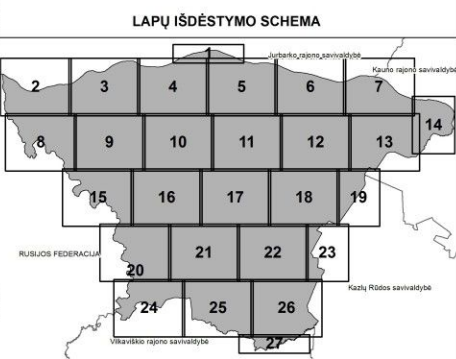 LAPŲ IŠDĖSTYMO SCHEMA
1
Jurbarko rajono savivaldybė
Kauno rajono savivaldybė
2 3 4 5 6 7
14
8 9 10 11 12 13
15 16 17 18 19
RUSIJOS FEDERACIJA
20 21 22 23
Kazlų Rūdos savivaldybė
24 25 26
Vilkaviškio rajono savivaldybė
27